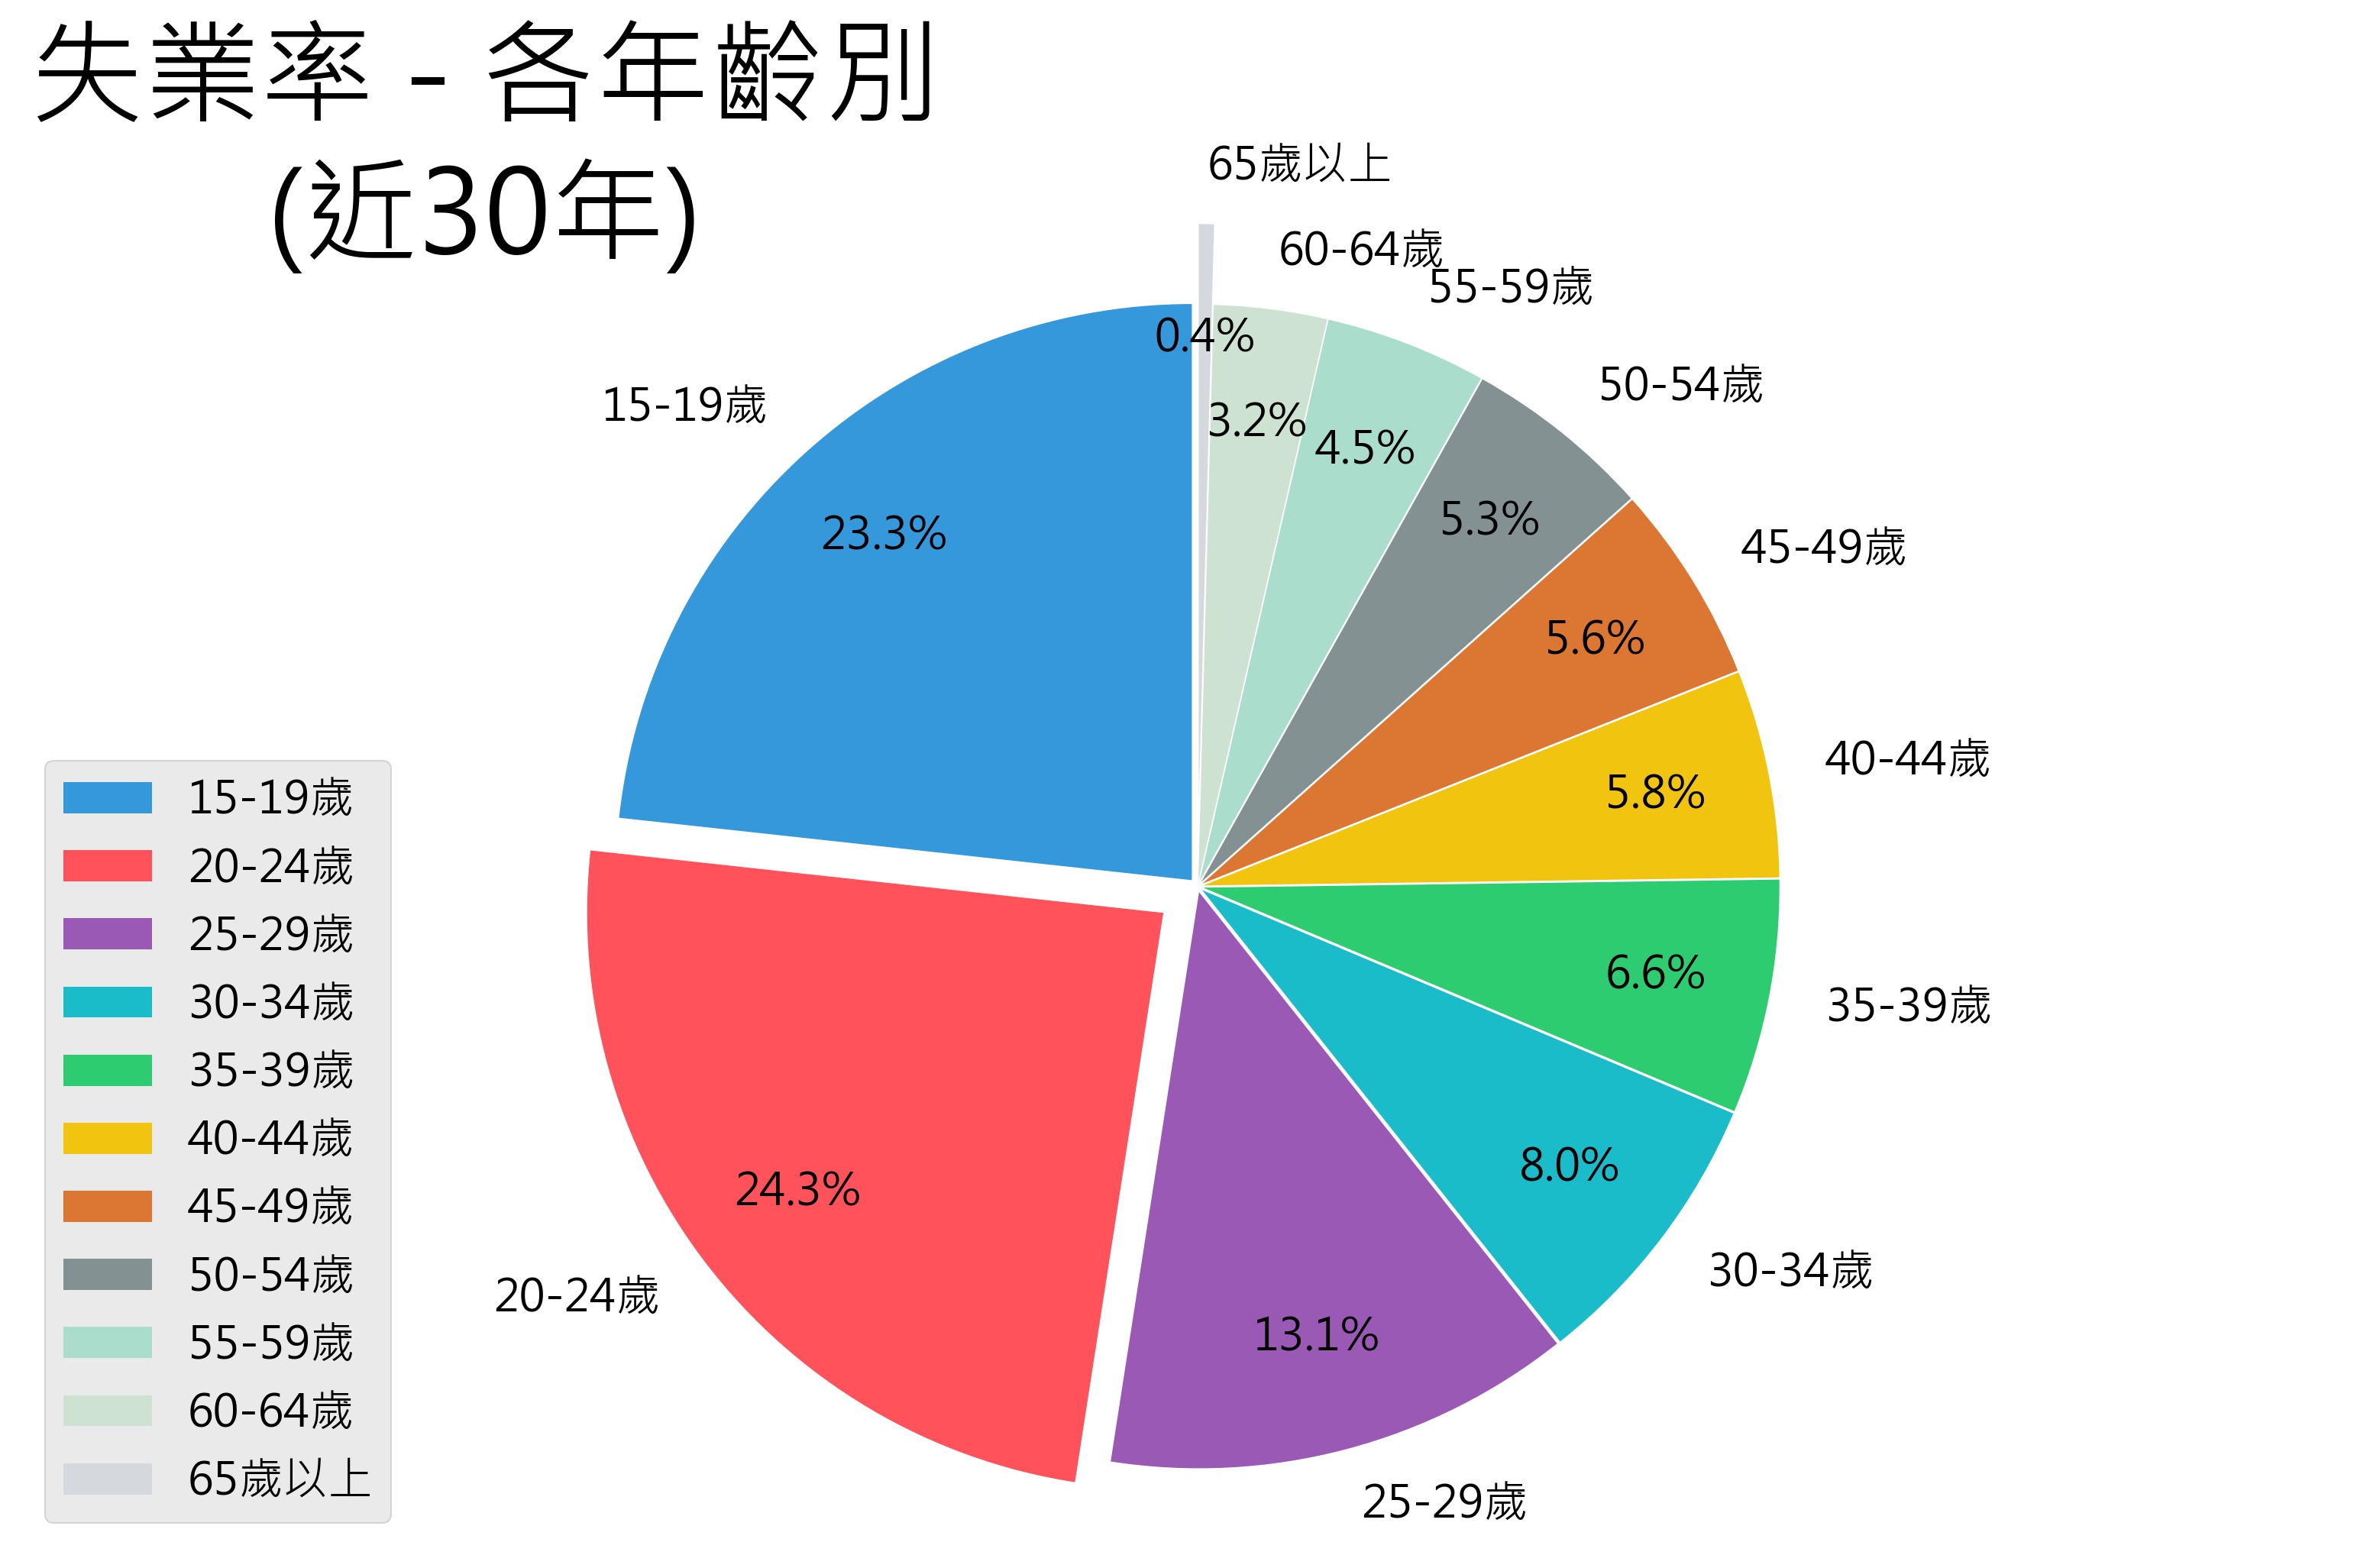 失業率 - 各年齡別
(近30年)
65歲以上
60-64歲
55-59歲
50-54歲
45-49歲
40-44歲
35-39歲
30-34歲
25-29歲
20-24歲
15-19歲
0.4%
3.2%
4.5%
5.3%
5.6%
5.8%
6.6%
8.0%
13.1%
24.3%
23.3%
15-19歲
20-24歲
25-29歲
30-34歲
35-39歲
40-44歲
45-49歲
50-54歲
55-59歲
60-64歲
65歲以上